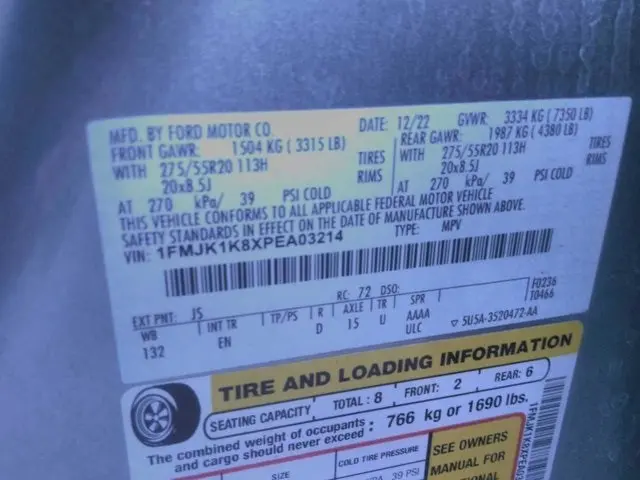 MFD. BY FORD MOTOR CO. DATE: 12/22 GVWR: 3334 KG ( 7350 LB)
FRONT GAWR: 1504 KG ( 3315 LB) REAR GAWR: 1987 KG ( 4380 LB)
WITH 275/55R20 113H TIRES WITH 275/55R20 113H TIRES
20x8.5J RIMS 20x8.5J RIMS
AT 270 kPa/ 39 PSI COLD AT 270 kPa/ 39 PSI COLD
THIS VEHICLE CONFORMS TO ALL APPLICABLE FEDERAL MOTOR VEHICLE
SAFETY STANDARDS IN EFFECT ON THE DATE OF MANUFACTURE SHOWN ABOVE.
VIN: 1FMJK1K8XPEA03214 TYPE: MPV
F0236
T0466
EXT PNT: JS RC: 72 DSO:
WB INT TR TP/PS R AXLE TR SPR
132 EN D 15 U AAAA
ULC ▽ 5U5A-3520472-AA
TIRE AND LOADING INFORMATION
SEATING CAPACITY TOTAL: 8 FRONT: 2 REAR: 6
The combined weight of occupants
and cargo should never exceed : 766 kg or 1690 lbs.
SIZE COLD TIRE PRESSURE SEE OWNERS
39 PSI MANUAL FOR